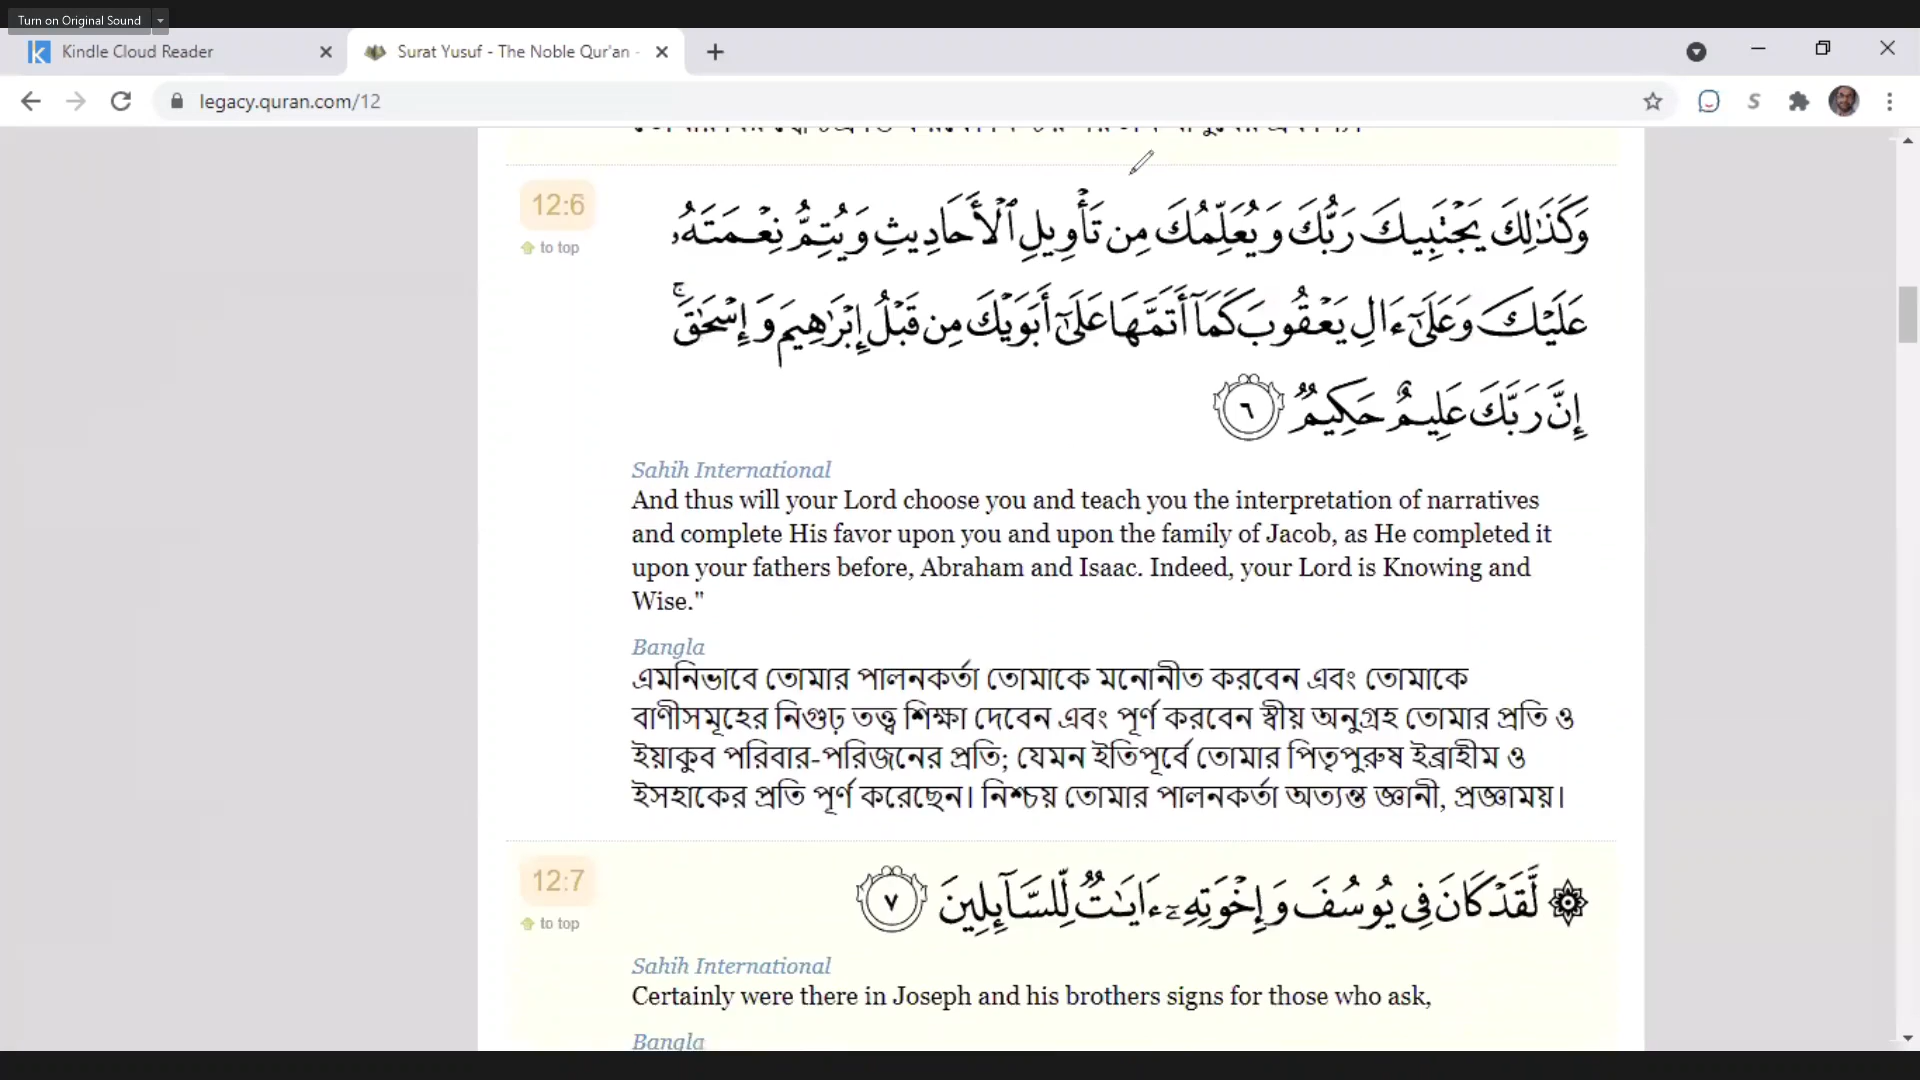 Turn on Original Sound
Kindle Cloud Reader
Surat Yusuf - The Noble Qur'an -
legacy.quran.com/12
12:6
to top
وَكَذَٰلِكَ يَجْتَبِيكَ رَبُّكَ وَيُعَلِّمُكَ مِن تَأْوِيلِ ٱلْأَحَادِيثِ وَيُتِمُّ نِعْمَتَهُۥ
عَلَيْكَ وَعَلَىٰٓ ءَالِ يَعْقُوبَ كَمَآ أَتَمَّهَا عَلَىٰٓ أَبَوَيْكَ مِن قَبْلُ إِبْرَٰهِيمَ وَإِسْحَٰقَ ۚ
إِنَّ رَبَّكَ عَلِيمٌ حَكِيمٌ ٦
Sahih International
And thus will your Lord choose you and teach you the interpretation of narratives
and complete His favor upon you and upon the family of Jacob, as He completed it
upon your fathers before, Abraham and Isaac. Indeed, your Lord is Knowing and
Wise."
Bangla
এমনিভাবে তোমার পালনকর্তা তোমাকে মনোনীত করবেন এবং তোমাকে
বাণীসমূহের নিগুঢ় তত্ত্ব শিক্ষা দেবেন এবং পূর্ণ করবেন স্বীয় অনুগ্রহ তোমার প্রতি ও
ইয়াকুব পরিবার-পরিজনের প্রতি; যেমন ইতিপূর্বে তোমার পিতৃপুরুষ ইব্রাহীম ও
ইসহাকের প্রতি পূর্ণ করেছেন। নিশ্চয় তোমার পালনকর্তা অত্যন্ত জ্ঞানী, প্রজ্ঞাময়।
12:7
to top
۞ لَّقَدْ كَانَ فِى يُوسُفَ وَإِخْوَتِهِۦٓ ءَايَٰتٌ لِّلسَّآئِلِينَ ٧
Sahih International
Certainly were there in Joseph and his brothers signs for those who ask,
Bangla